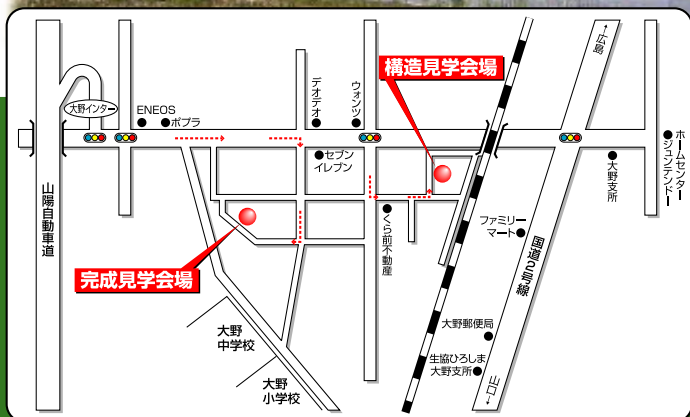 ↑広島
構造見学会場
デオデオ
ウォンツ
大野インター
ENEOS
ポプラ
セブン
イレブン
大野支所
ホームセンター
ジュンテンドー
山陽自動車道
くら前不動産
ファミリー
マート
国道2号線
完成見学会場
大野
中学校
大野郵便局
生協ひろしま
大野支所
大野
小学校
山口↓